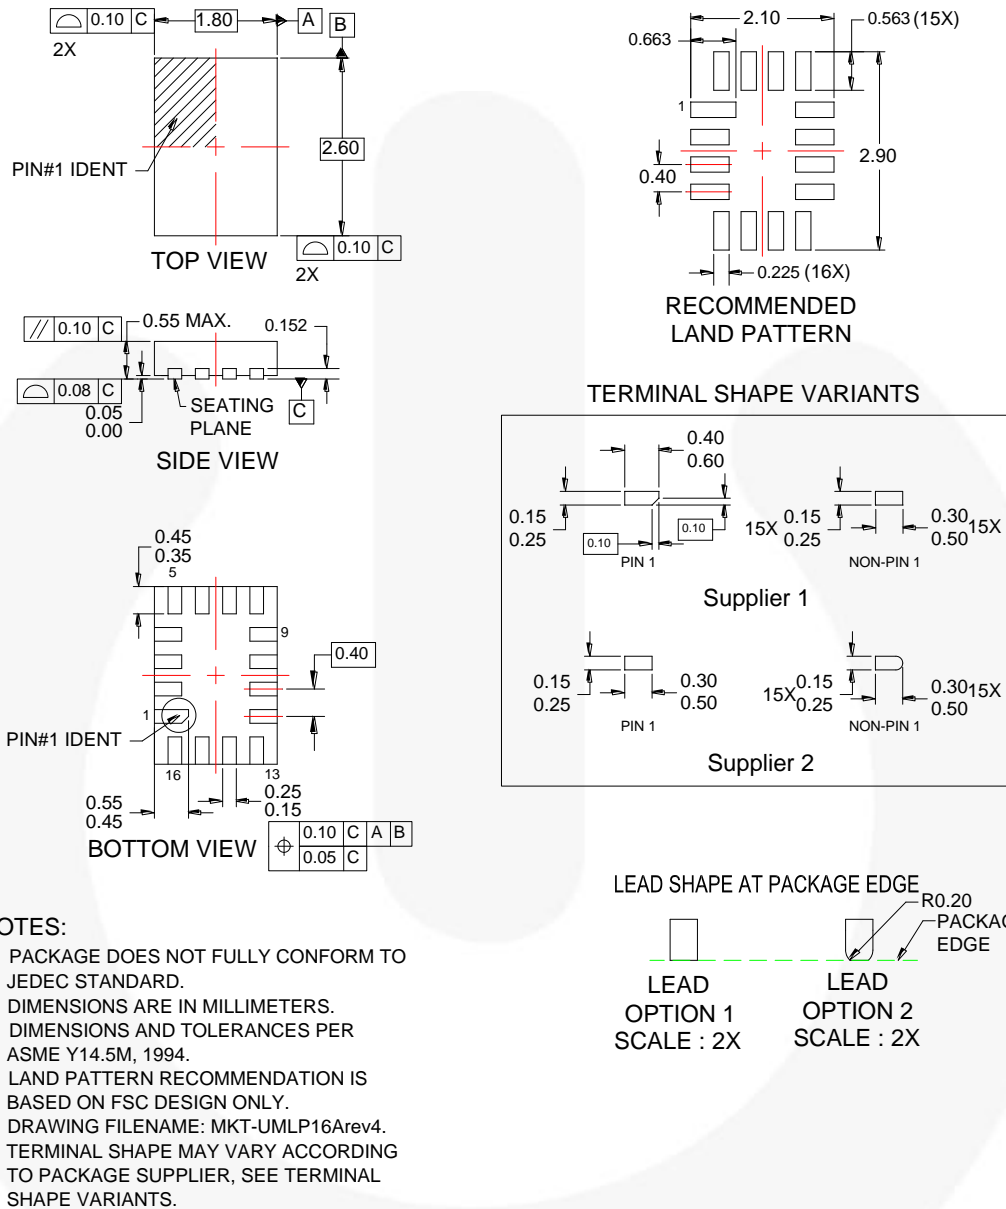 0.10 C
1.80
A
B
2X
2.60
PIN#1 IDENT
0.10 C
TOP VIEW
2X
2.10
0.563 (15X)
0.663
1
2.90
0.40
0.225 (16X)
RECOMMENDED
LAND PATTERN
// 0.10 C
0.55 MAX.
0.152
0.08 C
0.05
0.00
SEATING
PLANE
C
SIDE VIEW
TERMINAL SHAPE VARIANTS
0.40
0.60
0.15
0.25
0.10
0.10
PIN 1
15X
0.15
0.25
0.30
0.50
15X
NON-PIN 1
Supplier 1
0.15
0.25
0.30
0.50
PIN 1
15X
0.15
0.25
0.30
0.50
15X
NON-PIN 1
Supplier 2
0.45
0.35
5
9
0.40
1
PIN#1 IDENT
16
13
0.55
0.45
0.25
0.15
BOTTOM VIEW
0.10 C A B
0.05 C
LEAD SHAPE AT PACKAGE EDGE
R0.20
PACKAG
EDGE
LEAD
OPTION 1
SCALE : 2X
LEAD
OPTION 2
SCALE : 2X
OTES:
PACKAGE DOES NOT FULLY CONFORM TO
JEDEC STANDARD.
DIMENSIONS ARE IN MILLIMETERS.
DIMENSIONS AND TOLERANCES PER
ASME Y14.5M, 1994.
LAND PATTERN RECOMMENDATION IS
BASED ON FSC DESIGN ONLY.
DRAWING FILENAME: MKT-UMLP16Arev4.
TERMINAL SHAPE MAY VARY ACCORDING
TO PACKAGE SUPPLIER, SEE TERMINAL
SHAPE VARIANTS.